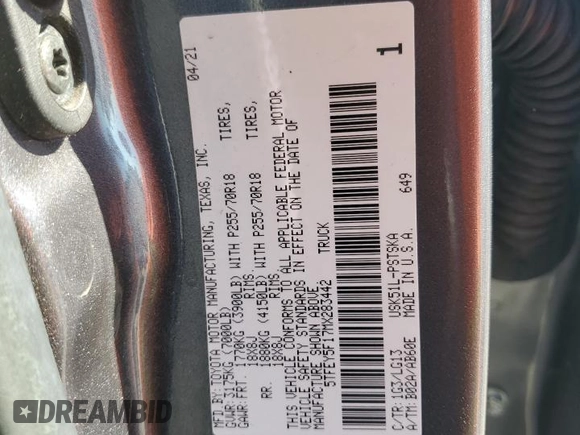 MFD.BY:TOYOTA MOTOR MANUFACTURING, TEXAS, INC. 04/21
GVWR:3175KG (7000LB)
GAWR:FRT. 1770KG (3900LB) WITH P255/70R18 TIRES,
18X8J RIMS,
RR. 1880KG (4150LB) WITH P255/70R18 TIRES,
18X8J RIMS,
THIS VEHICLE CONFORMS TO ALL APPLICABLE FEDERAL MOTOR
VEHICLE SAFETY STANDARDS IN EFFECT ON THE DATE OF
MANUFACTURE SHOWN ABOVE.
5TFEY5F17MX283442 TRUCK
1
USK51L-PSTSKA
C/TR:1G3/LG13 649
A/TM:B02A/AB60E MADE IN U.S.A.
AUTOBIDCAR